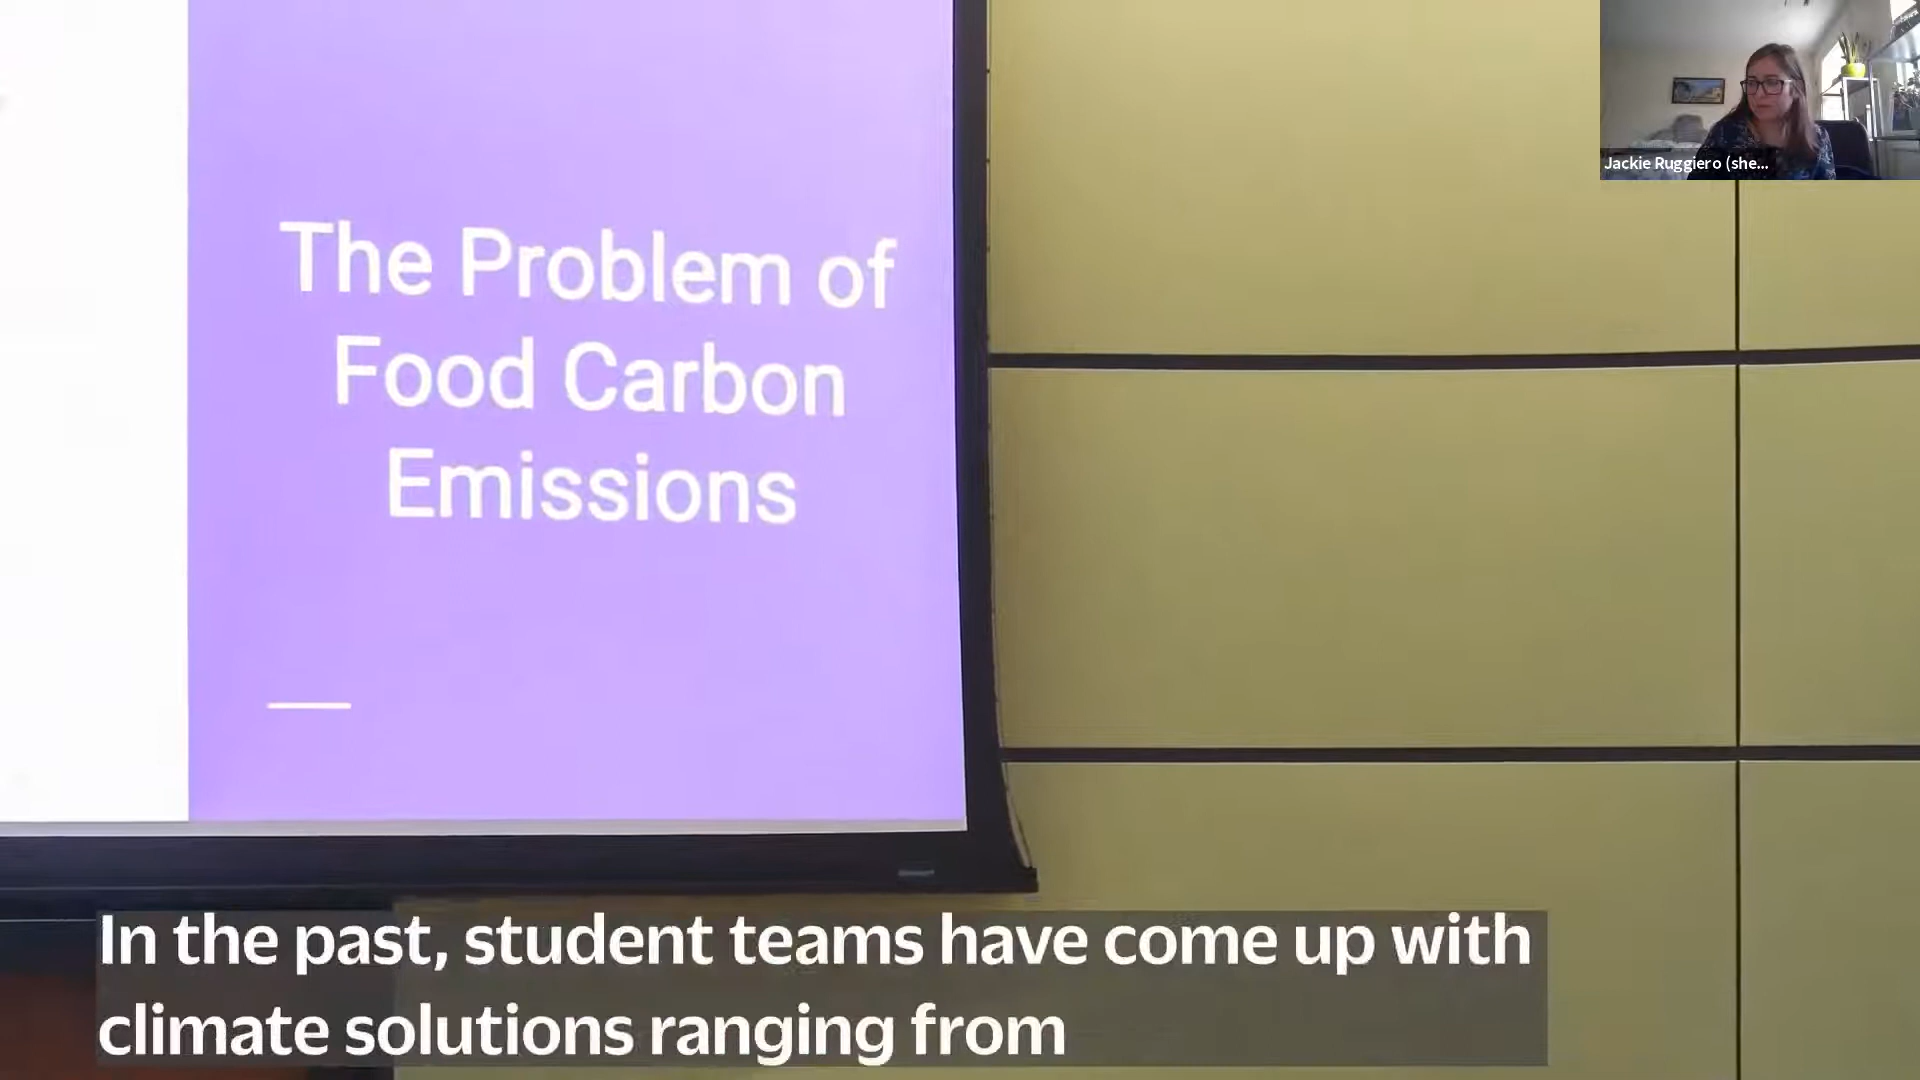 Jackie Ruggiero (she...
The Problem of
Food Carbon
Emissions
In the past, student teams have come up with
climate solutions ranging from